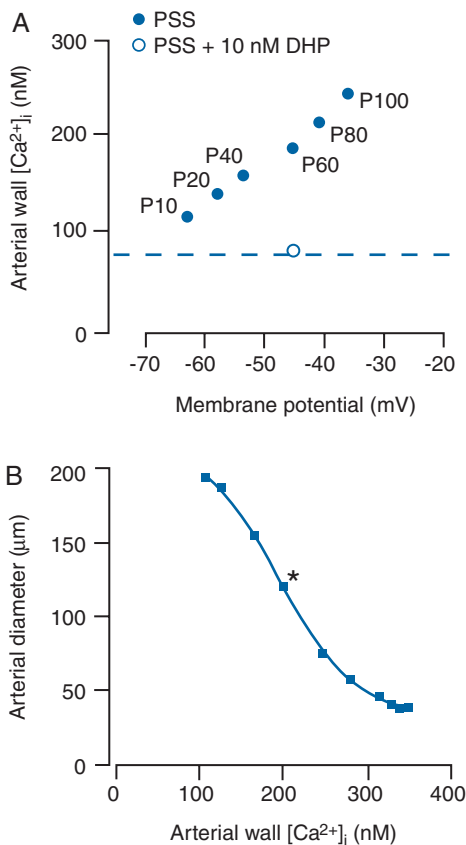 A
PSS
PSS + 10 nM DHP
Arterial wall [Ca²⁺]ᵢ (nM)
300
200
100
0
P10
P20
P40
P60
P80
P100
-70 -60 -50 -40 -30 -20
Membrane potential (mV)
B
Arterial diameter (μm)
200
150
100
50
0
*
0 100 200 300 400
Arterial wall [Ca²⁺]ᵢ (nM)